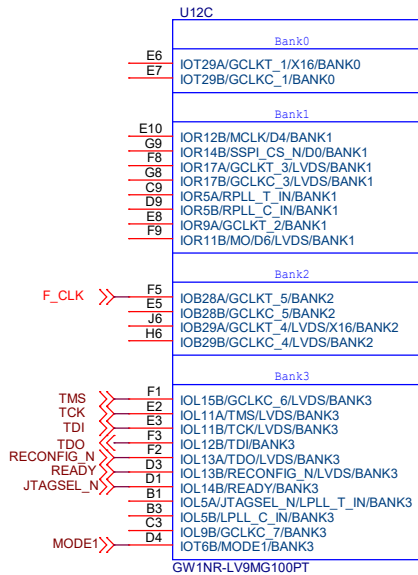 U12C
Bank0
E6 IOT29A/GCLKT_1/X16/BANK0
E7 IOT29B/GCLKC_1/BANK0
Bank1
E10 IOR12B/MCLK/D4/BANK1
G9 IOR14B/SSPI_CS_N/D0/BANK1
F8 IOR17A/GCLKT_3/LVDS/BANK1
G8 IOR17B/GCLKC_3/LVDS/BANK1
C9 IOR5A/RPLL_T_IN/BANK1
D9 IOR5B/RPLL_C_IN/BANK1
E8 IOR9A/GCLKT_2/BANK1
F9 IOR11B/MO/D6/LVDS/BANK1
Bank2
F_CLK F5 IOB28A/GCLKT_5/BANK2
E5 IOB28B/GCLKC_5/BANK2
J6 IOB29A/GCLKT_4/LVDS/X16/BANK2
H6 IOB29B/GCLKC_4/LVDS/BANK2
Bank3
TMS F1 IOL15B/GCLKC_6/LVDS/BANK3
TCK E2 IOL11A/TMS/LVDS/BANK3
TDI E3 IOL11B/TCK/LVDS/BANK3
TDO F3 IOL12B/TDI/BANK3
RECONFIG_N F2 IOL13A/TDO/LVDS/BANK3
READY D3 IOL13B/RECONFIG_N/LVDS/BANK3
JTAGSEL_N D1 IOL14B/READY/BANK3
B1 IOL5A/JTAGSEL_N/LPLL_T_IN/BANK3
B3 IOL5B/LPLL_C_IN/BANK3
C3 IOL9B/GCLKC_7/BANK3
MODE1 D4 IOT6B/MODE1/BANK3
GW1NR-LV9MG100PT